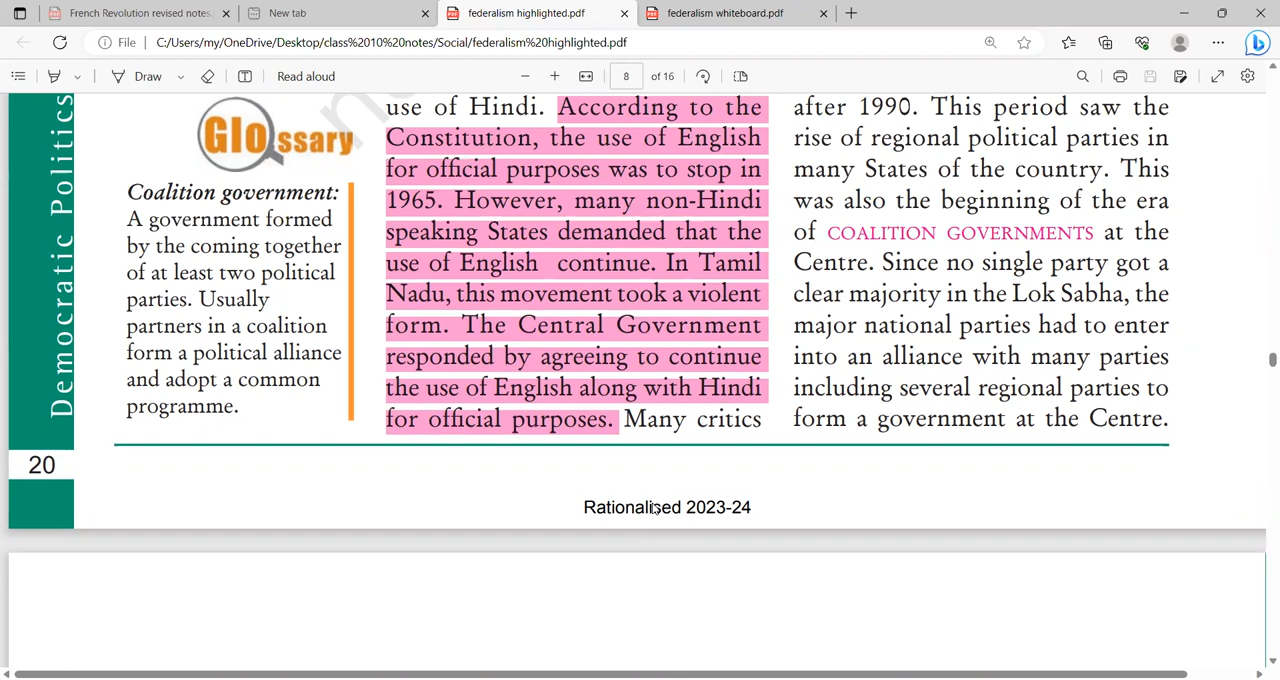 French Revolution revised notes.
New tab
federalism highlighted.pdf
federalism whiteboard.pdf
File
C:/Users/my/OneDrive/Desktop/class%2010%20notes/Social/federalism%20highlighted.pdf
Draw
Read aloud
8
of 16
Democratic Politics
Glossary
Coalition government:
A government formed
by the coming together
of at least two political
parties. Usually
partners in a coalition
form a political alliance
and adopt a common
programme.
use of Hindi. According to the
Constitution, the use of English
for official purposes was to stop in
1965. However, many non-Hindi
speaking States demanded that the
use of English continue. In Tamil
Nadu, this movement took a violent
form. The Central Government
responded by agreeing to continue
the use of English along with Hindi
for official purposes. Many critics
after 1990. This period saw the
rise of regional political parties in
many States of the country. This
was also the beginning of the era
of COALITION GOVERNMENTS at the
Centre. Since no single party got a
clear majority in the Lok Sabha, the
major national parties had to enter
into an alliance with many parties
including several regional parties to
form a government at the Centre.
20
Rationalised 2023-24